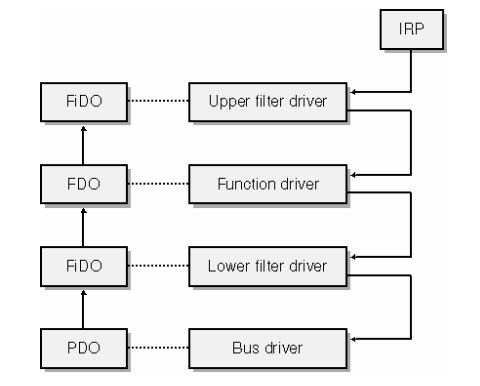 IRP
FiDO
Upper filter driver
FDO
Function driver
FiDO
Lower filter driver
PDO
Bus driver